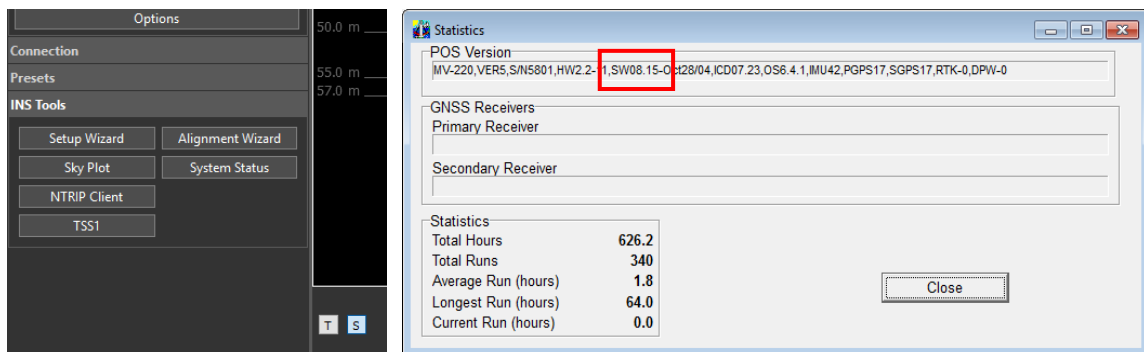 Options
Connection
Presets
INS Tools
Setup Wizard Alignment Wizard
Sky Plot System Status
NTRIP Client
TSS1
50.0 m
55.0 m
57.0 m
T S
Statistics
POS Version
MV-220,VER5,S/N5801,HW2.2-11,SW08.15-Oct28/04,ICD07.23,OS6.4.1,IMU42,PGPS17,SGPS17,RTK-0,DPW-0
GNSS Receivers
Primary Receiver
Secondary Receiver
Statistics
Total Hours 626.2
Total Runs 340
Average Run (hours) 1.8
Longest Run (hours) 64.0
Current Run (hours) 0.0
Close